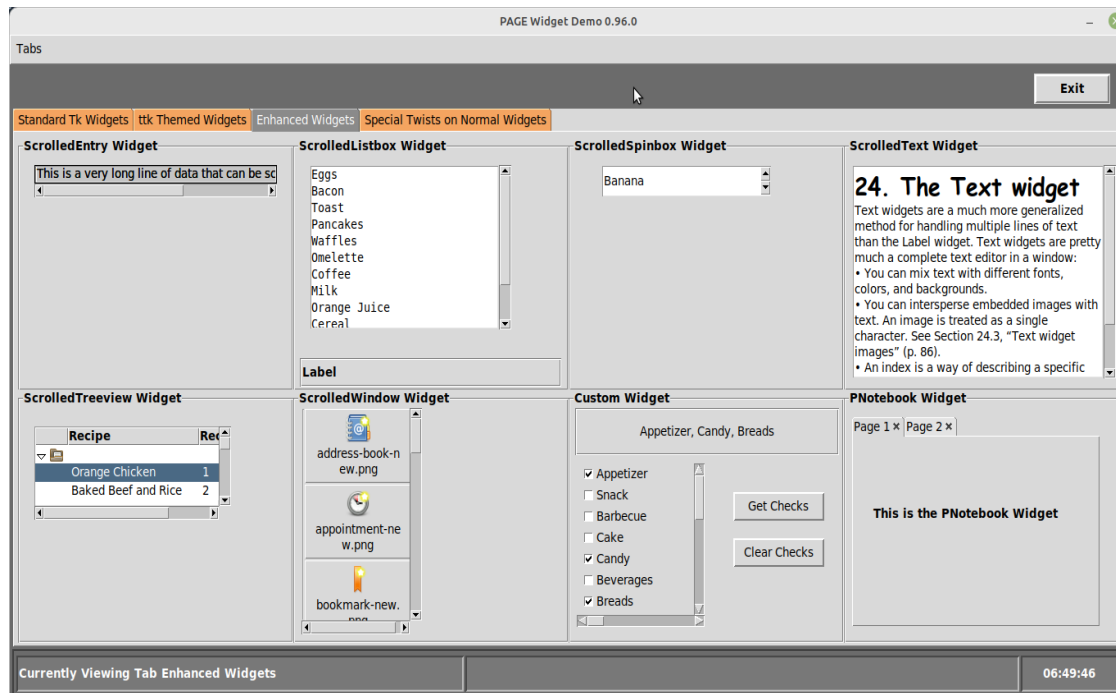 PAGE Widget Demo 0.96.0
Tabs
Exit
Standard Tk Widgets
ttk Themed Widgets
Enhanced Widgets
Special Twists on Normal Widgets
ScrolledEntry Widget
This is a very long line of data that can be sc
ScrolledListbox Widget
Eggs
Bacon
Toast
Pancakes
Waffles
Omelette
Coffee
Milk
Orange Juice
Cereal
Label
ScrolledSpinbox Widget
Banana
ScrolledText Widget
24. The Text widget
Text widgets are a much more generalized
method for handling multiple lines of text
than the Label widget. Text widgets are pretty
much a complete text editor in a window:
• You can mix text with different fonts,
colors, and backgrounds.
• You can intersperse embedded images with
text. An image is treated as a single
character. See Section 24.3, “Text widget
images” (p. 86).
• An index is a way of describing a specific
ScrolledTreeview Widget
Recipe Rec
Orange Chicken 1
Baked Beef and Rice 2
ScrolledWindow Widget
address-book-n
ew.png
appointment-ne
w.png
bookmark-new.
png
Custom Widget
Appetizer, Candy, Breads
Appetizer
Snack
Barbecue
Cake
Candy
Beverages
Breads
Get Checks
Clear Checks
PNotebook Widget
Page 1 × Page 2 ×
This is the PNotebook Widget
Currently Viewing Tab Enhanced Widgets
06:49:46